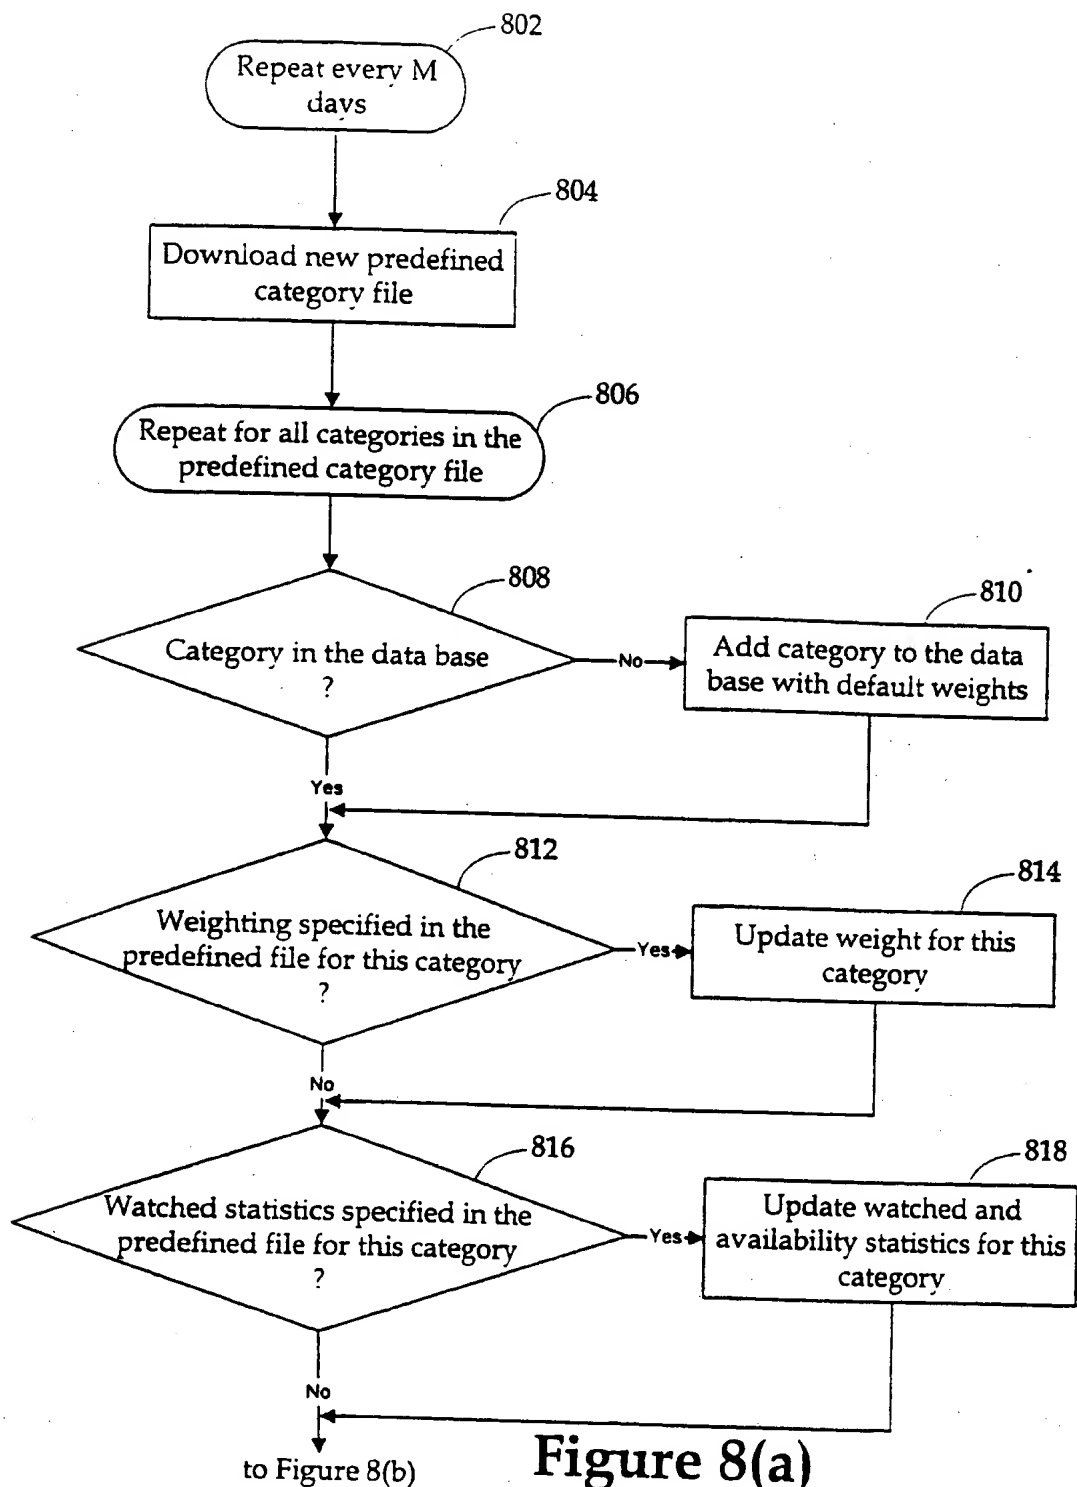 802
Repeat every M
days
804
Download new predefined
category file
806
Repeat for all categories in the
predefined category file
808
Category in the data base
?
No
810
Add category to the data
base with default weights
Yes
812
Weighting specified in the
predefined file for this category
?
Yes
814
Update weight for this
category
No
816
Watched statistics specified in the
predefined file for this category
?
Yes
818
Update watched and
availability statistics for this
category
No
to Figure 8(b)
Figure 8(a)